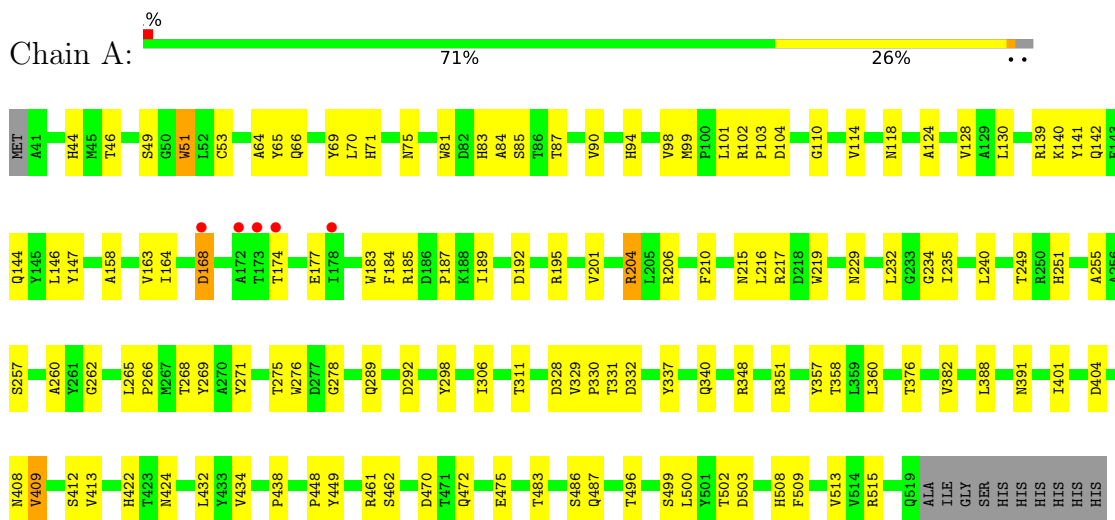 .%
Chain A:
71% 26% ..
MET A41 H44 M45 T46 S49 G50 W51 L52 C53 A64 Y65 Q66 Y69 L70 H71 N75 W81 D82 H83 A84 S85 T86 T87 V90 H94 V98 M99 P100 L101 R102 P103 D104 G110 V114 N118 A124 V128 A129 L130 R139 K140 Y141 Q142 E143
Q144 Y145 L146 Y147 A158 V163 I164 D168 A172 T173 T174 E177 I178 W183 F184 R185 D186 P187 K188 I189 D192 R195 V201 R204 L205 R206 F210 N215 L216 R217 D218 W219 N229 L232 G233 G234 I235 L240 T249 R250 H251 A255 A256
S257 A260 Y261 G262 L265 P266 M267 T268 Y269 A270 Y271 T275 W276 D277 G278 Q289 D292 Y298 I306 T311 D328 V329 P330 T331 D332 Y337 Q340 R348 R351 Y357 T358 L359 L360 T376 V382 L388 N391 I401 D404
N408 V409 S412 V413 H422 T423 N424 L432 Y433 V434 P438 P448 Y449 R461 S462 D470 T471 Q472 E475 T483 S486 Q487 T496 S499 L500 Y501 T502 D503 H508 F509 V513 V514 R515 Q519 ALA ILE GLY SER HIS HIS HIS HIS HIS HIS